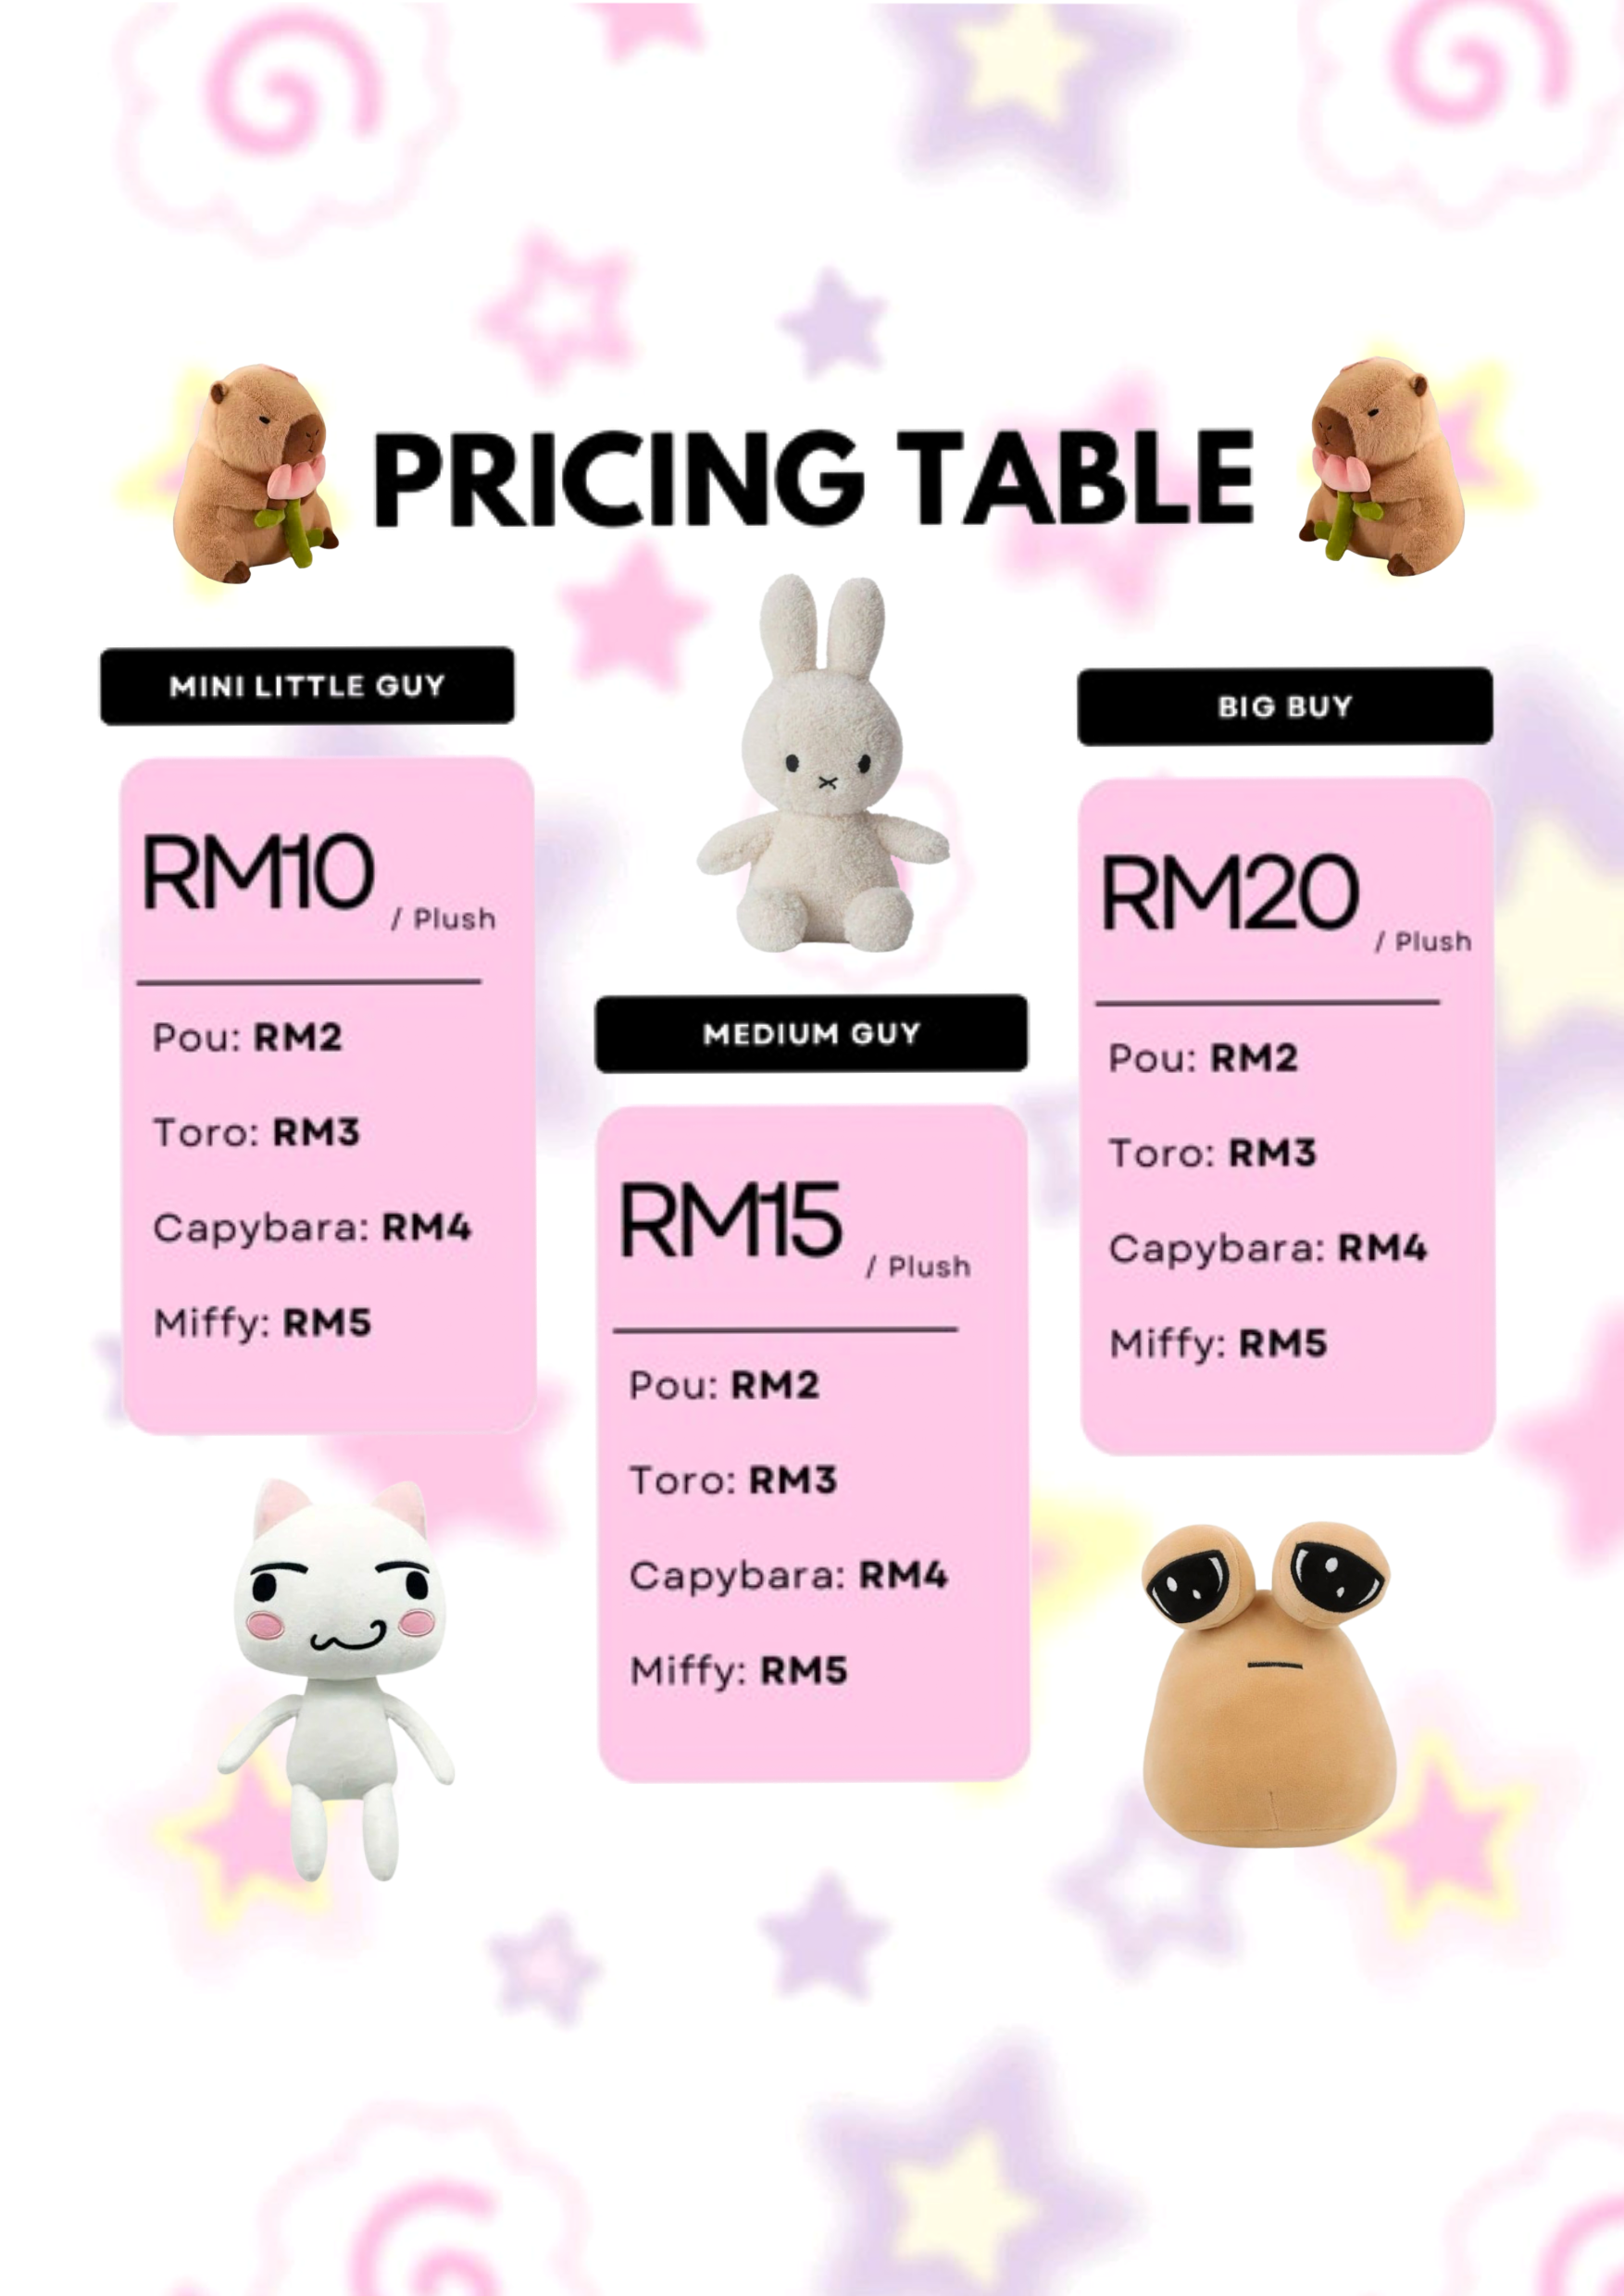 PRICING TABLE
MINI LITTLE GUY
RM10 / Plush
Pou: RM2
Toro: RM3
Capybara: RM4
Miffy: RM5
MEDIUM GUY
RM15 / Plush
Pou: RM2
Toro: RM3
Capybara: RM4
Miffy: RM5
BIG BUY
RM20 / Plush
Pou: RM2
Toro: RM3
Capybara: RM4
Miffy: RM5